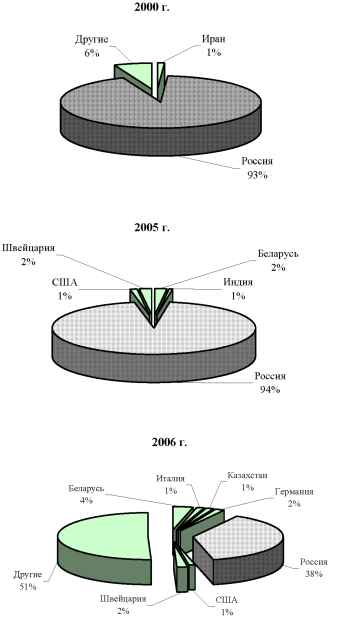 2000 г.
Другие
6%
Иран
1%
Россия
93%
2005 г.
Швейцария
2%
Беларусь
2%
США
1%
Индия
1%
Россия
94%
2006 г.
Беларусь
4%
Италия
1%
Казахстан
1%
Германия
2%
Другие
51%
Россия
38%
Швейцария
2%
США
1%